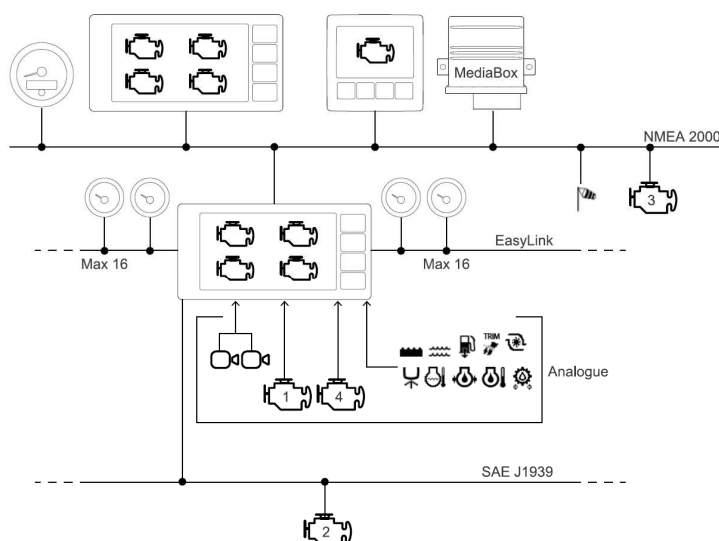 MediaBox
NMEA 2000
3
EasyLink
Max 16
Max 16
TRIM
1
4
Analogue
SAE J1939
2